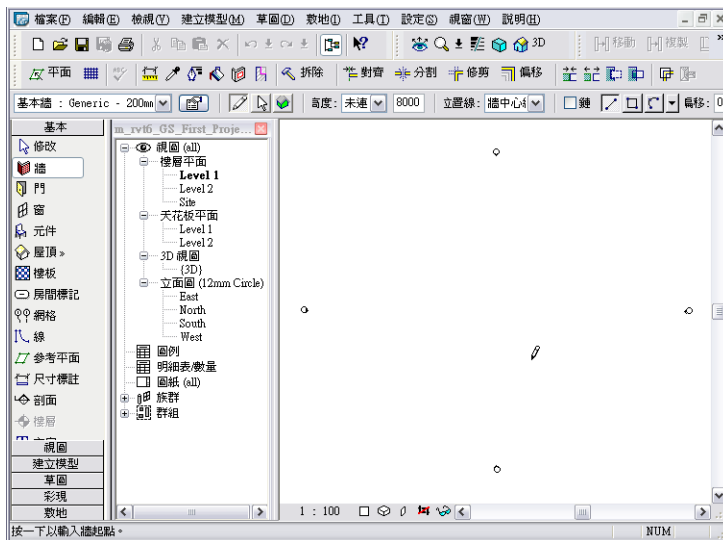 檔案(F) 編輯(E) 檢視(V) 建立模型(M) 草圖(D) 敷地(I) 工具(T) 設定(S) 視窗(W) 說明(H)
3D 移動 複製
平面 拆除 對齊 分割 修剪 偏移
基本牆 : Generic - 200mm 高度: 未連 8000 立置線: 牆中心 鏈 偏移: 0
基本
修改
牆
門
窗
元件
屋頂 »
樓板
房間標記
網格
線
參考平面
尺寸標註
剖面
樓層
視圖
建立模型
草圖
彩現
敷地
m_rvt6_GS_First_Proje...
視圖 (all)
樓層平面
Level 1
Level 2
Site
天花板平面
Level 1
Level 2
3D 視圖
{3D}
立面圖 (12mm Circle)
East
North
South
West
圖例
明細表/數量
圖紙 (all)
族群
群組
1 : 100
按一下以輸入牆起點。 NUM